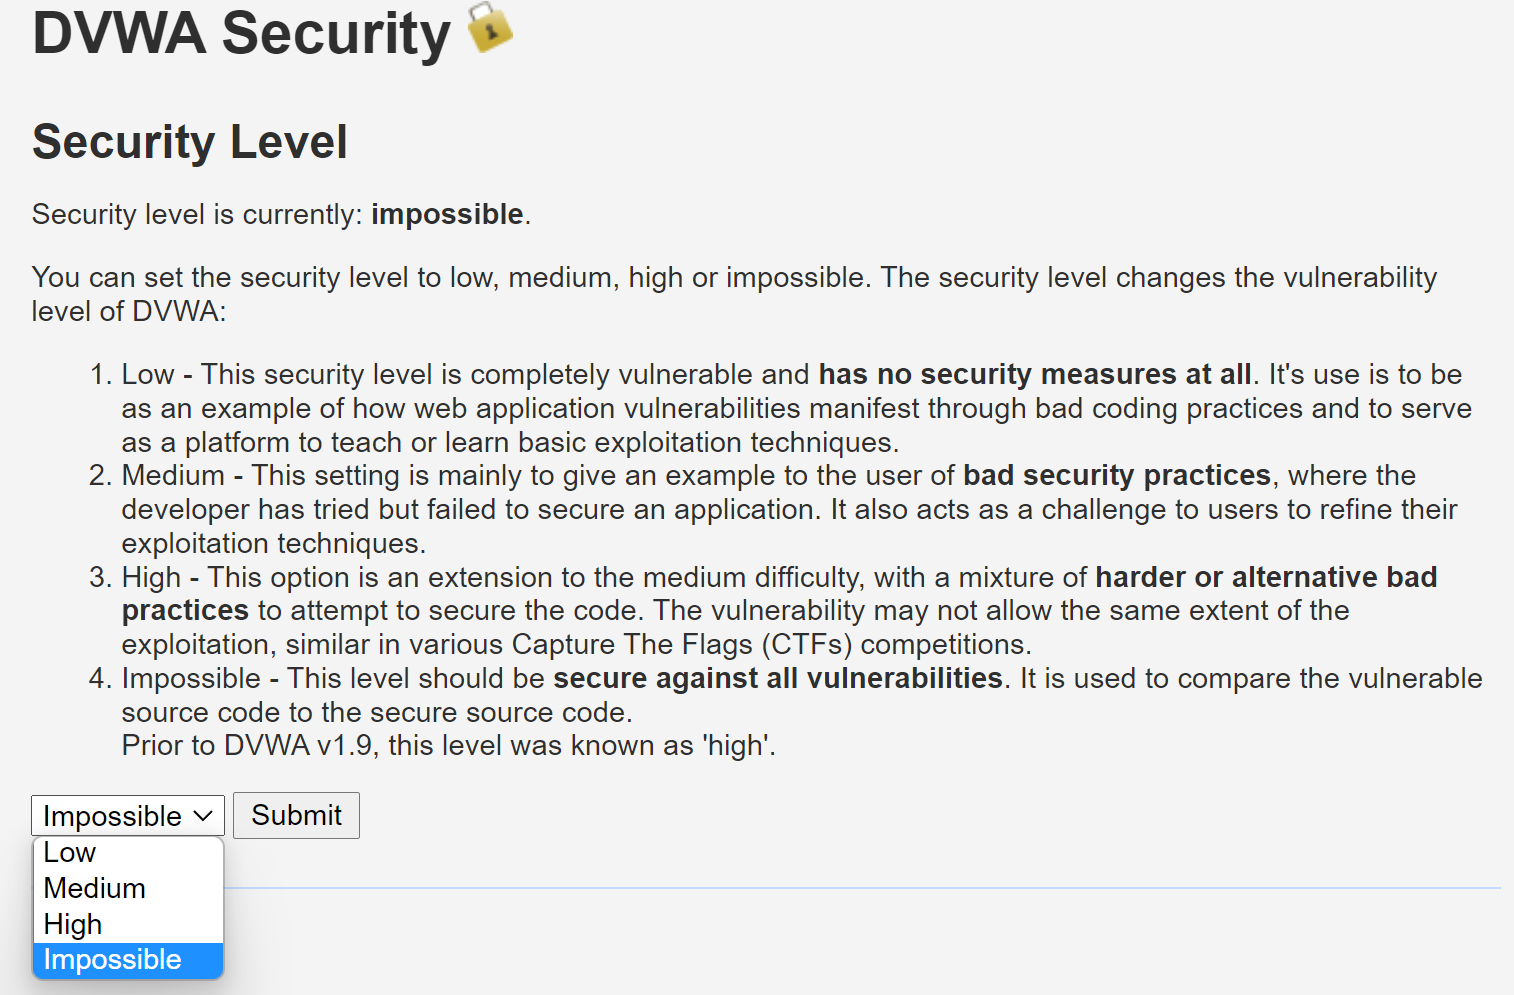 DVWA Security
Security Level
Security level is currently: impossible.
You can set the security level to low, medium, high or impossible. The security level changes the vulnerability
level of DVWA:
1. Low - This security level is completely vulnerable and has no security measures at all. It's use is to be
as an example of how web application vulnerabilities manifest through bad coding practices and to serve
as a platform to teach or learn basic exploitation techniques.
2. Medium - This setting is mainly to give an example to the user of bad security practices, where the
developer has tried but failed to secure an application. It also acts as a challenge to users to refine their
exploitation techniques.
3. High - This option is an extension to the medium difficulty, with a mixture of harder or alternative bad
practices to attempt to secure the code. The vulnerability may not allow the same extent of the
exploitation, similar in various Capture The Flags (CTFs) competitions.
4. Impossible - This level should be secure against all vulnerabilities. It is used to compare the vulnerable
source code to the secure source code.
Prior to DVWA v1.9, this level was known as 'high'.
Impossible Submit
Low
Medium
High
Impossible